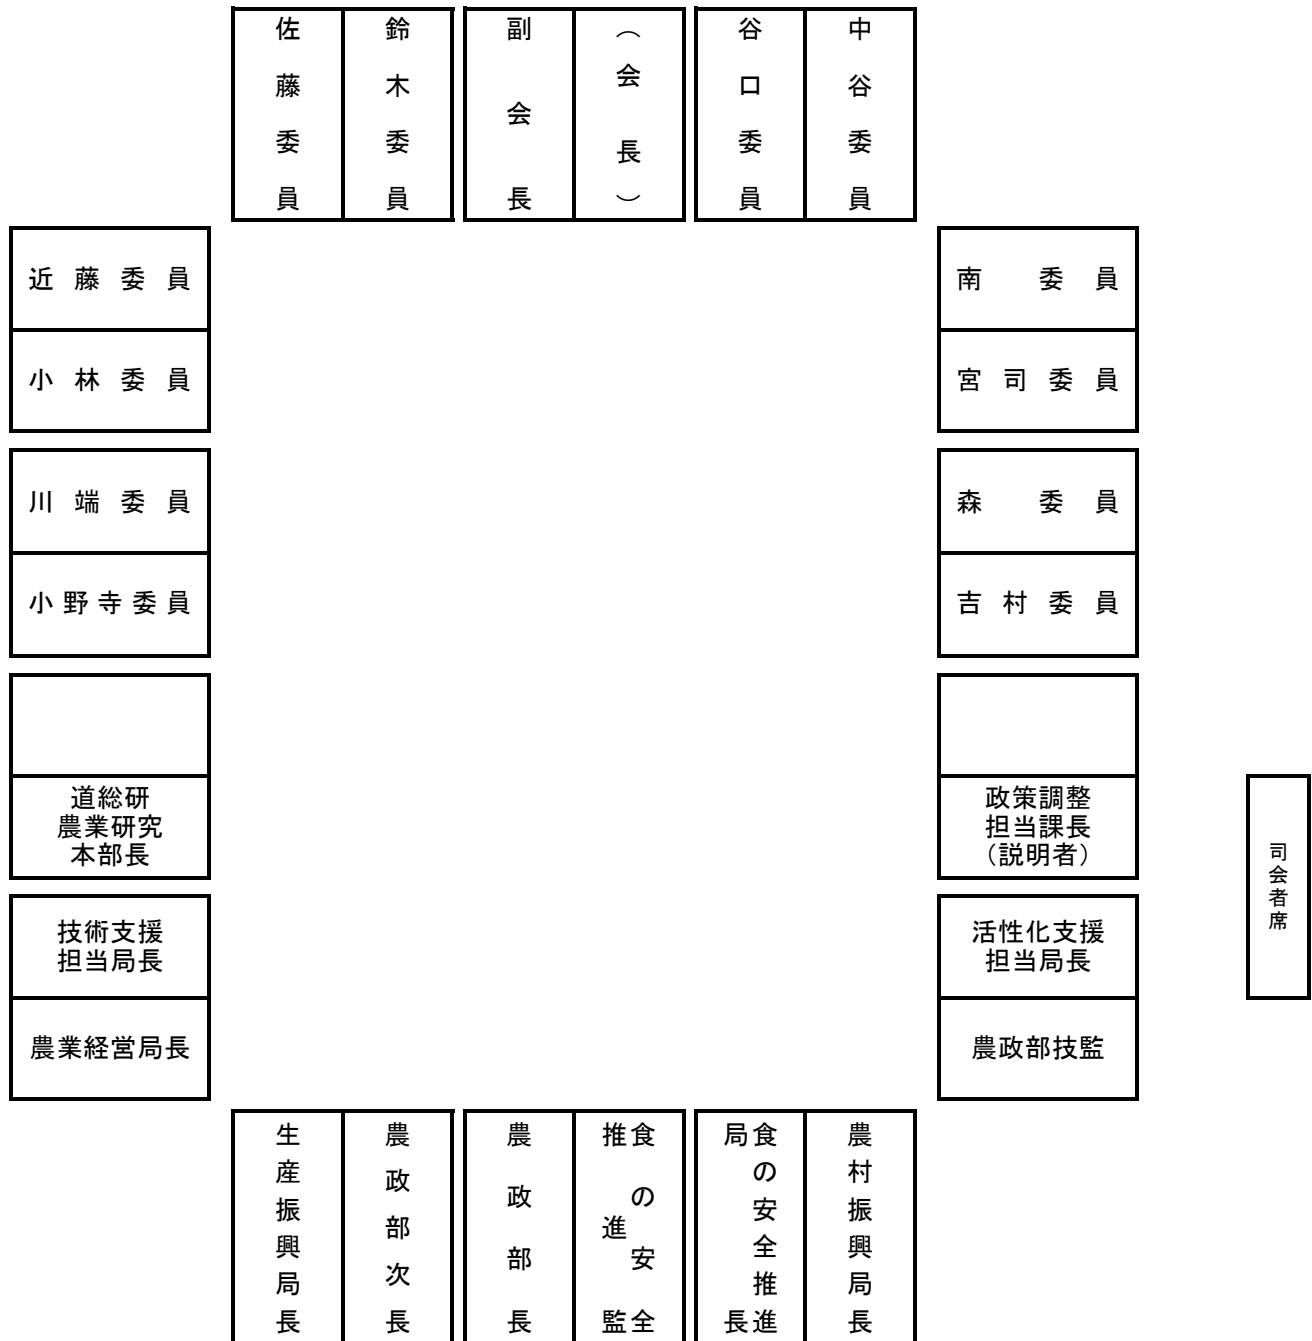 佐藤委員
鈴木委員
副会長
（会長）
谷口委員
中谷委員
近藤委員
小林委員
川端委員
小野寺委員
道総研
農業研究
本部長
技術支援
担当局長
農業経営局長
南委員
宮司委員
森委員
吉村委員
政策調整
担当課長
（説明者）
活性化支援
担当局長
農政部技監
司会者席
生産振興局長
農政部次長
農政部長
食の安全
推進監
食の安全推進
局長
農村振興局長